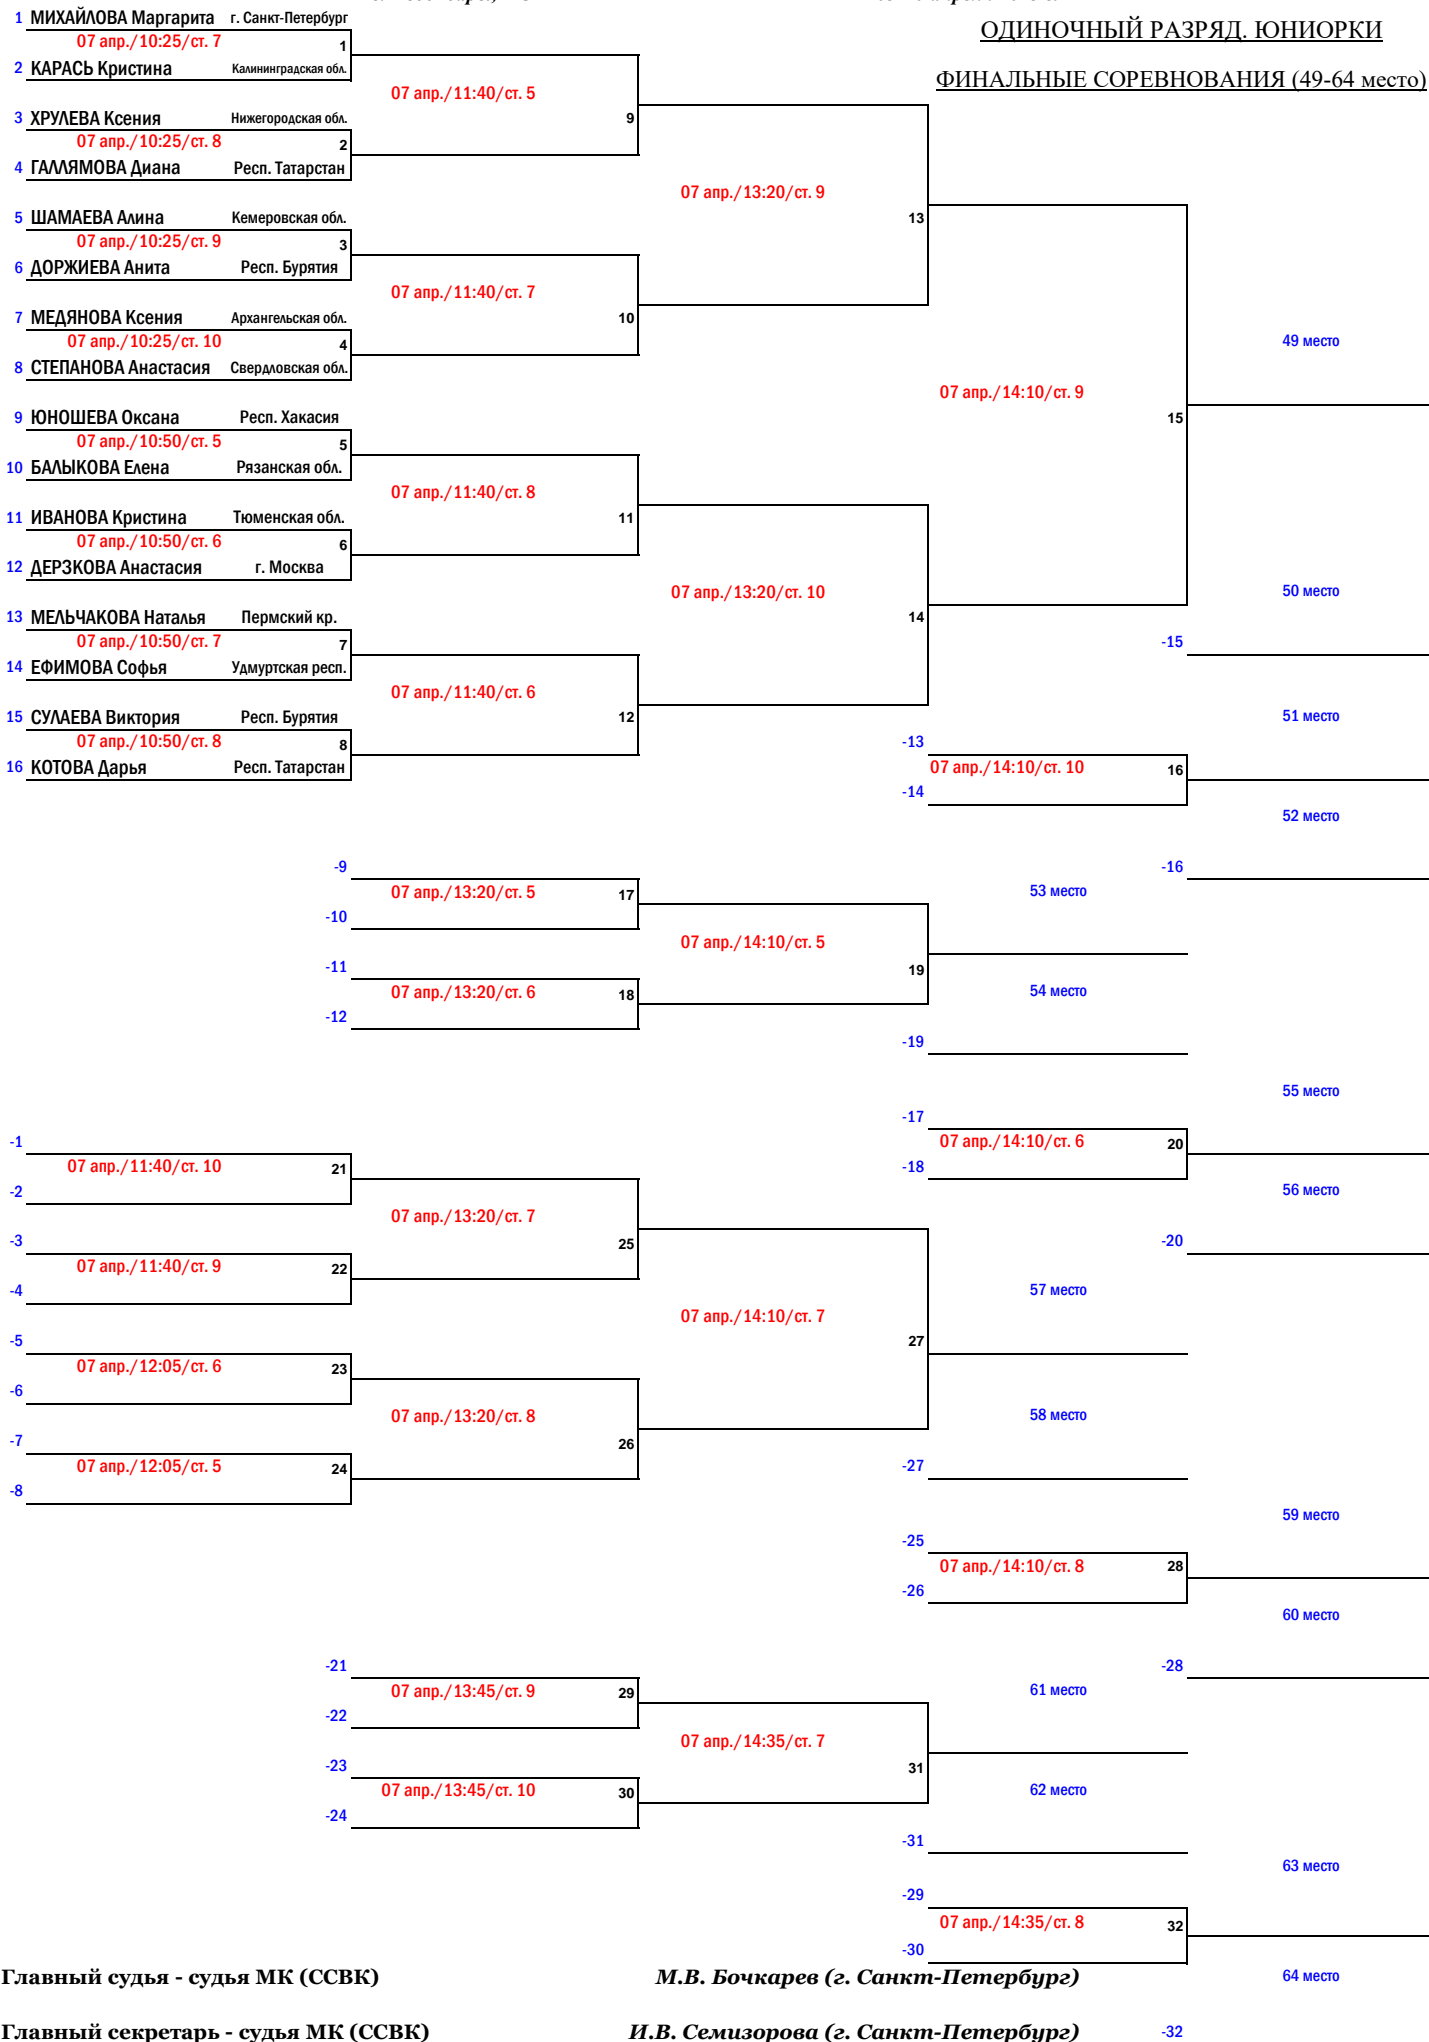 1 МИХАЙЛОВА Маргарита г. Санкт-Петербург
ОДИНОЧНЫЙ РАЗРЯД. ЮНИОРКИ
07 апр./10:25/ст. 7 1
2 КАРАСЬ Кристина Калининградская обл.
ФИНАЛЬНЫЕ СОРЕВНОВАНИЯ (49-64 место)
07 апр./11:40/ст. 5 9
3 ХРУЛЕВА Ксения Нижегородская обл.
07 апр./10:25/ст. 8 2
4 ГАЛЛЯМОВА Диана Респ. Татарстан
07 апр./13:20/ст. 9 13
5 ШАМАЕВА Алина Кемеровская обл.
07 апр./10:25/ст. 9 3
6 ДОРЖИЕВА Анита Респ. Бурятия
07 апр./11:40/ст. 7 10
7 МЕДЯНОВА Ксения Архангельская обл.
07 апр./10:25/ст. 10 4
49 место
8 СТЕПАНОВА Анастасия Свердловская обл.
07 апр./14:10/ст. 9 15
9 ЮНОШЕВА Оксана Респ. Хакасия
07 апр./10:50/ст. 5 5
10 БАЛЫКОВА Елена Рязанская обл.
07 апр./11:40/ст. 8 11
11 ИВАНОВА Кристина Тюменская обл.
07 апр./10:50/ст. 6 6
12 ДЕРЗКОВА Анастасия г. Москва
07 апр./13:20/ст. 10 14
50 место
13 МЕЛЬЧАКОВА Наталья Пермский кр.
07 апр./10:50/ст. 7 7
-15
14 ЕФИМОВА Софья Удмуртская респ.
07 апр./11:40/ст. 6 12
15 СУЛАЕВА Виктория Респ. Бурятия
51 место
07 апр./10:50/ст. 8 8
-13
16 КОТОВА Дарья Респ. Татарстан
07 апр./14:10/ст. 10 16
-14
52 место
-9
-16
07 апр./13:20/ст. 5 17
53 место
-10
07 апр./14:10/ст. 5 19
-11
07 апр./13:20/ст. 6 18
54 место
-12
-19
55 место
-17
-1
07 апр./14:10/ст. 6 20
07 апр./11:40/ст. 10 21
-18
-2
56 место
07 апр./13:20/ст. 7 25
-3
-20
07 апр./11:40/ст. 9 22
-4
57 место
07 апр./14:10/ст. 7 27
-5
07 апр./12:05/ст. 6 23
-6
07 апр./13:20/ст. 8 26
58 место
-7
07 апр./12:05/ст. 5 24
-27
-8
59 место
-25
07 апр./14:10/ст. 8 28
-26
60 место
-21
-28
07 апр./13:45/ст. 9 29
61 место
-22
07 апр./14:35/ст. 7 31
-23
07 апр./13:45/ст. 10 30
62 место
-24
-31
63 место
-29
07 апр./14:35/ст. 8 32
-30
Главный судья - судья МК (ССВК) М.В. Бочкарев (г. Санкт-Петербург)
64 место
Главный секретарь - судья МК (ССВК) И.В. Семизорова (г. Санкт-Петербург)
-32